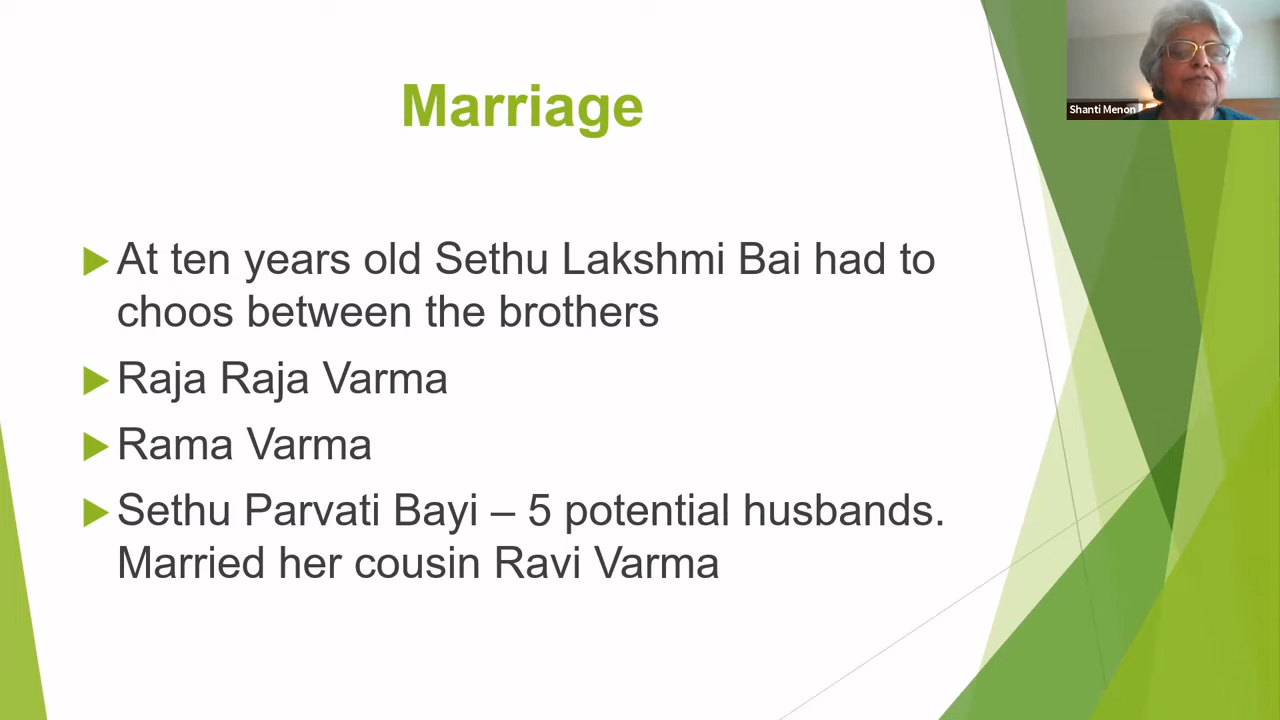 Marriage
Shanti Menon
At ten years old Sethu Lakshmi Bai had to
choos between the brothers
Raja Raja Varma
Rama Varma
Sethu Parvati Bayi – 5 potential husbands.
Married her cousin Ravi Varma